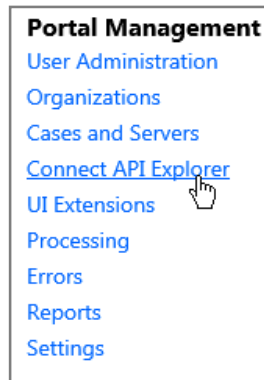 Portal Management
User Administration
Organizations
Cases and Servers
Connect API Explorer
UI Extensions
Processing
Errors
Reports
Settings